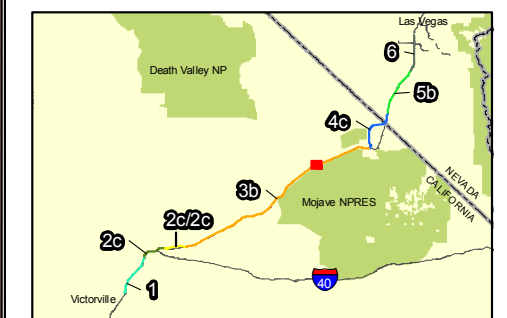 Las Vegas
6
Death Valley NP
5b
4c
NEVADA
CALIFORNIA
3b
Mojave NPRES
2c/2c
2c
40
1
Victorville